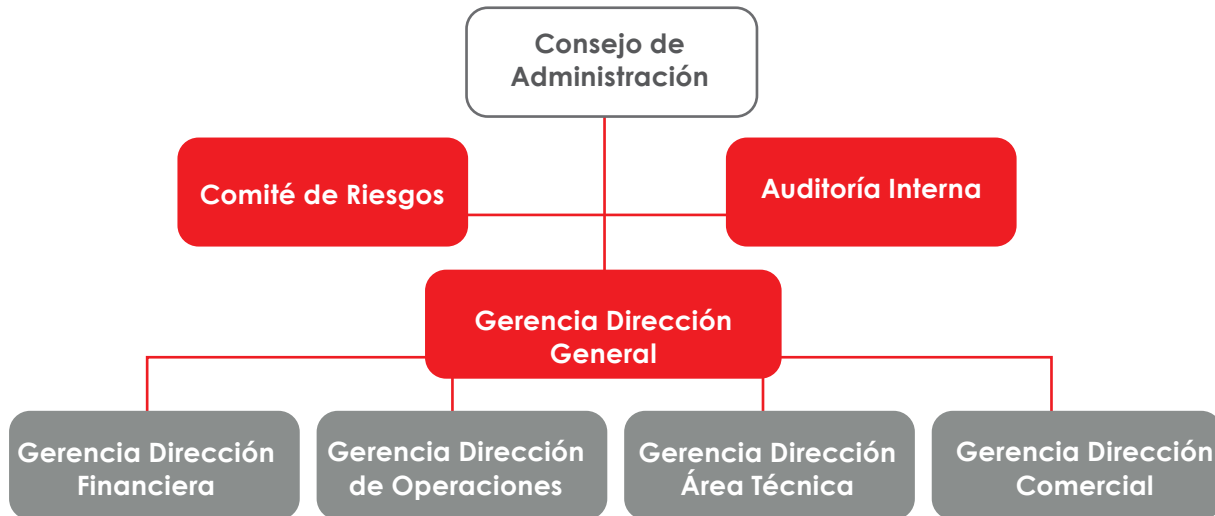 Consejo de
Administración
Comité de Riesgos
Auditoría Interna
Gerencia Dirección
General
Gerencia Dirección
Financiera
Gerencia Dirección
de Operaciones
Gerencia Dirección
Área Técnica
Gerencia Dirección
Comercial